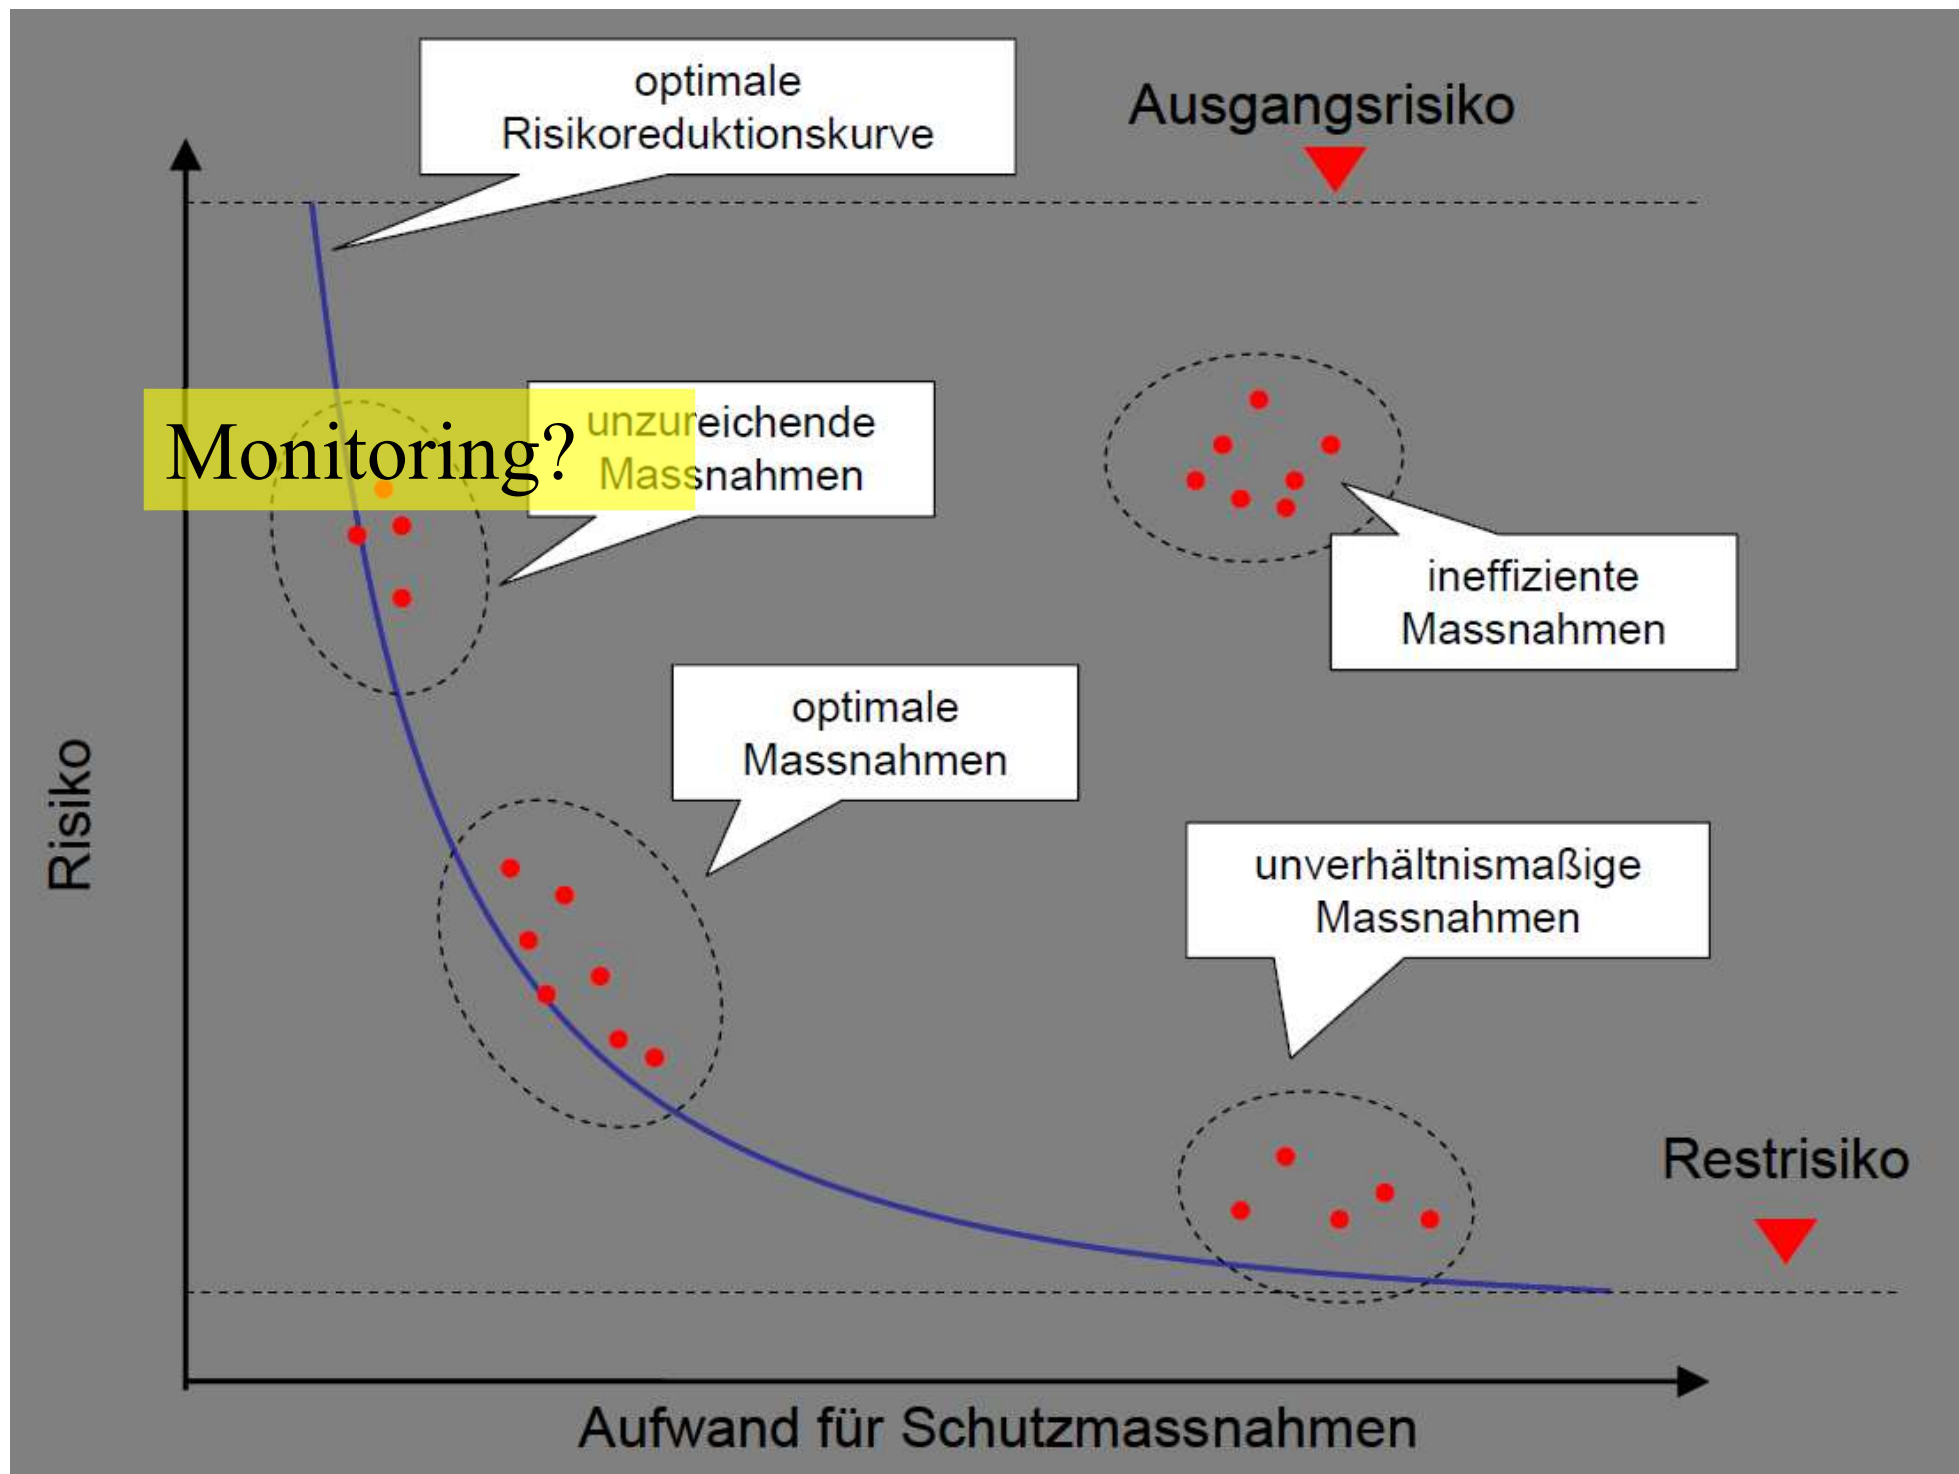 optimale
Risikoreduktionskurve
Ausgangsrisiko
Monitoring?
unzureichende
Massnahmen
ineffiziente
Massnahmen
optimale
Massnahmen
Risiko
unverhältnismaßige
Massnahmen
Restrisiko
Aufwand für Schutzmassnahmen